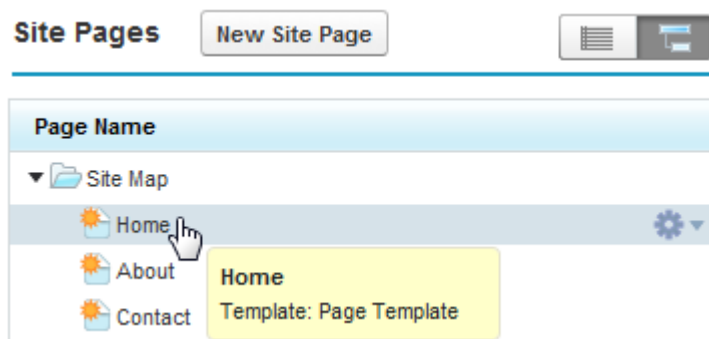 Site Pages
New Site Page
Page Name
Site Map
Home
About
Contact
Home
Template: Page Template